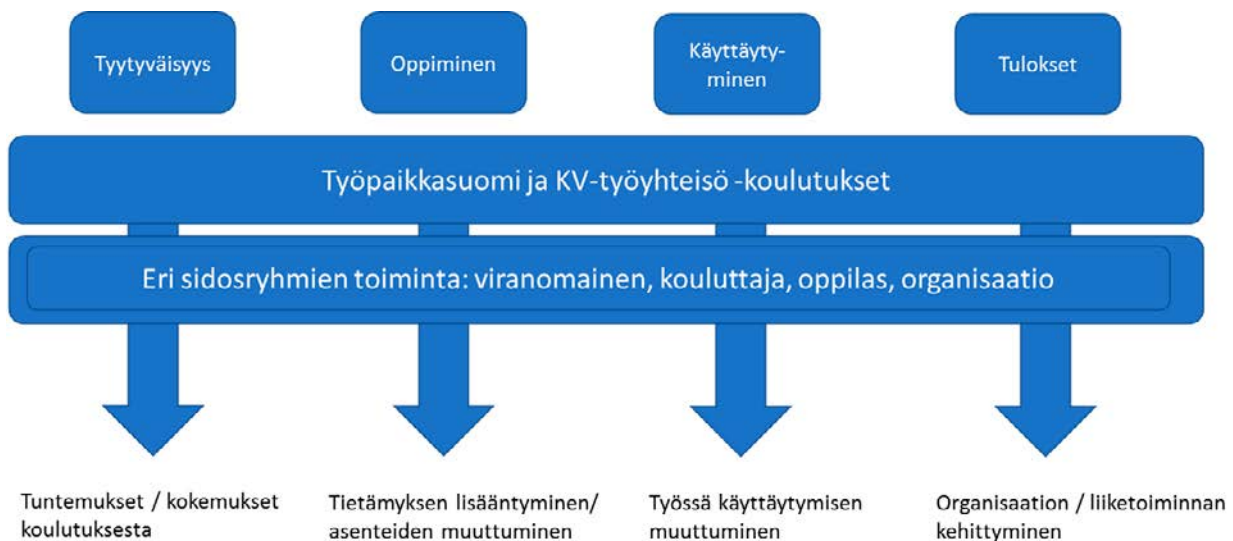 Tyytyväisyys
Oppiminen
Käyttäyty-
minen
Tulokset
Työpaikkasuomi ja KV-työyhteisö -koulutukset
Eri sidosryhmien toiminta: viranomainen, kouluttaja, oppilas, organisaatio
Tuntemukset / kokemukset
koulutuksesta
Tietämyksen lisääntyminen/
asenteiden muuttuminen
Työssä käyttäytymisen
muuttuminen
Organisaation / liiketoiminnan
kehittyminen